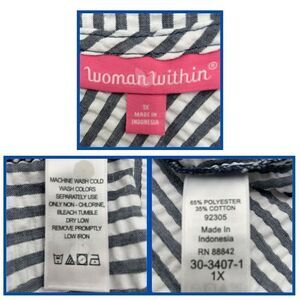 Woman Within®
1X
MADE IN
INDONESIA
MACHINE WASH COLD
WASH COLORS
SEPARATELY USE
ONLY NON - CHLORINE,
BLEACH TUMBLE
DRY LOW
REMOVE PROMPTLY
LOW IRON
65% POLYESTER
35% COTTON
92305
Made In
Indonesia
RN 88842
30-3407-1
1X